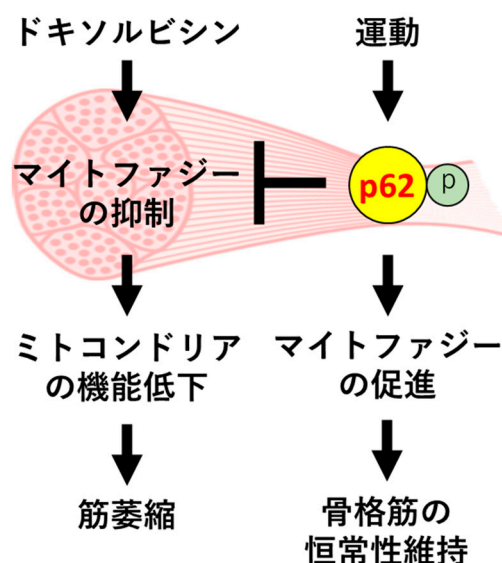 ドキソルビシン
運動
マイトファジー
の抑制
p62
p
ミトコンドリア
の機能低下
マイトファジー
の促進
筋萎縮
骨格筋の
恒常性維持